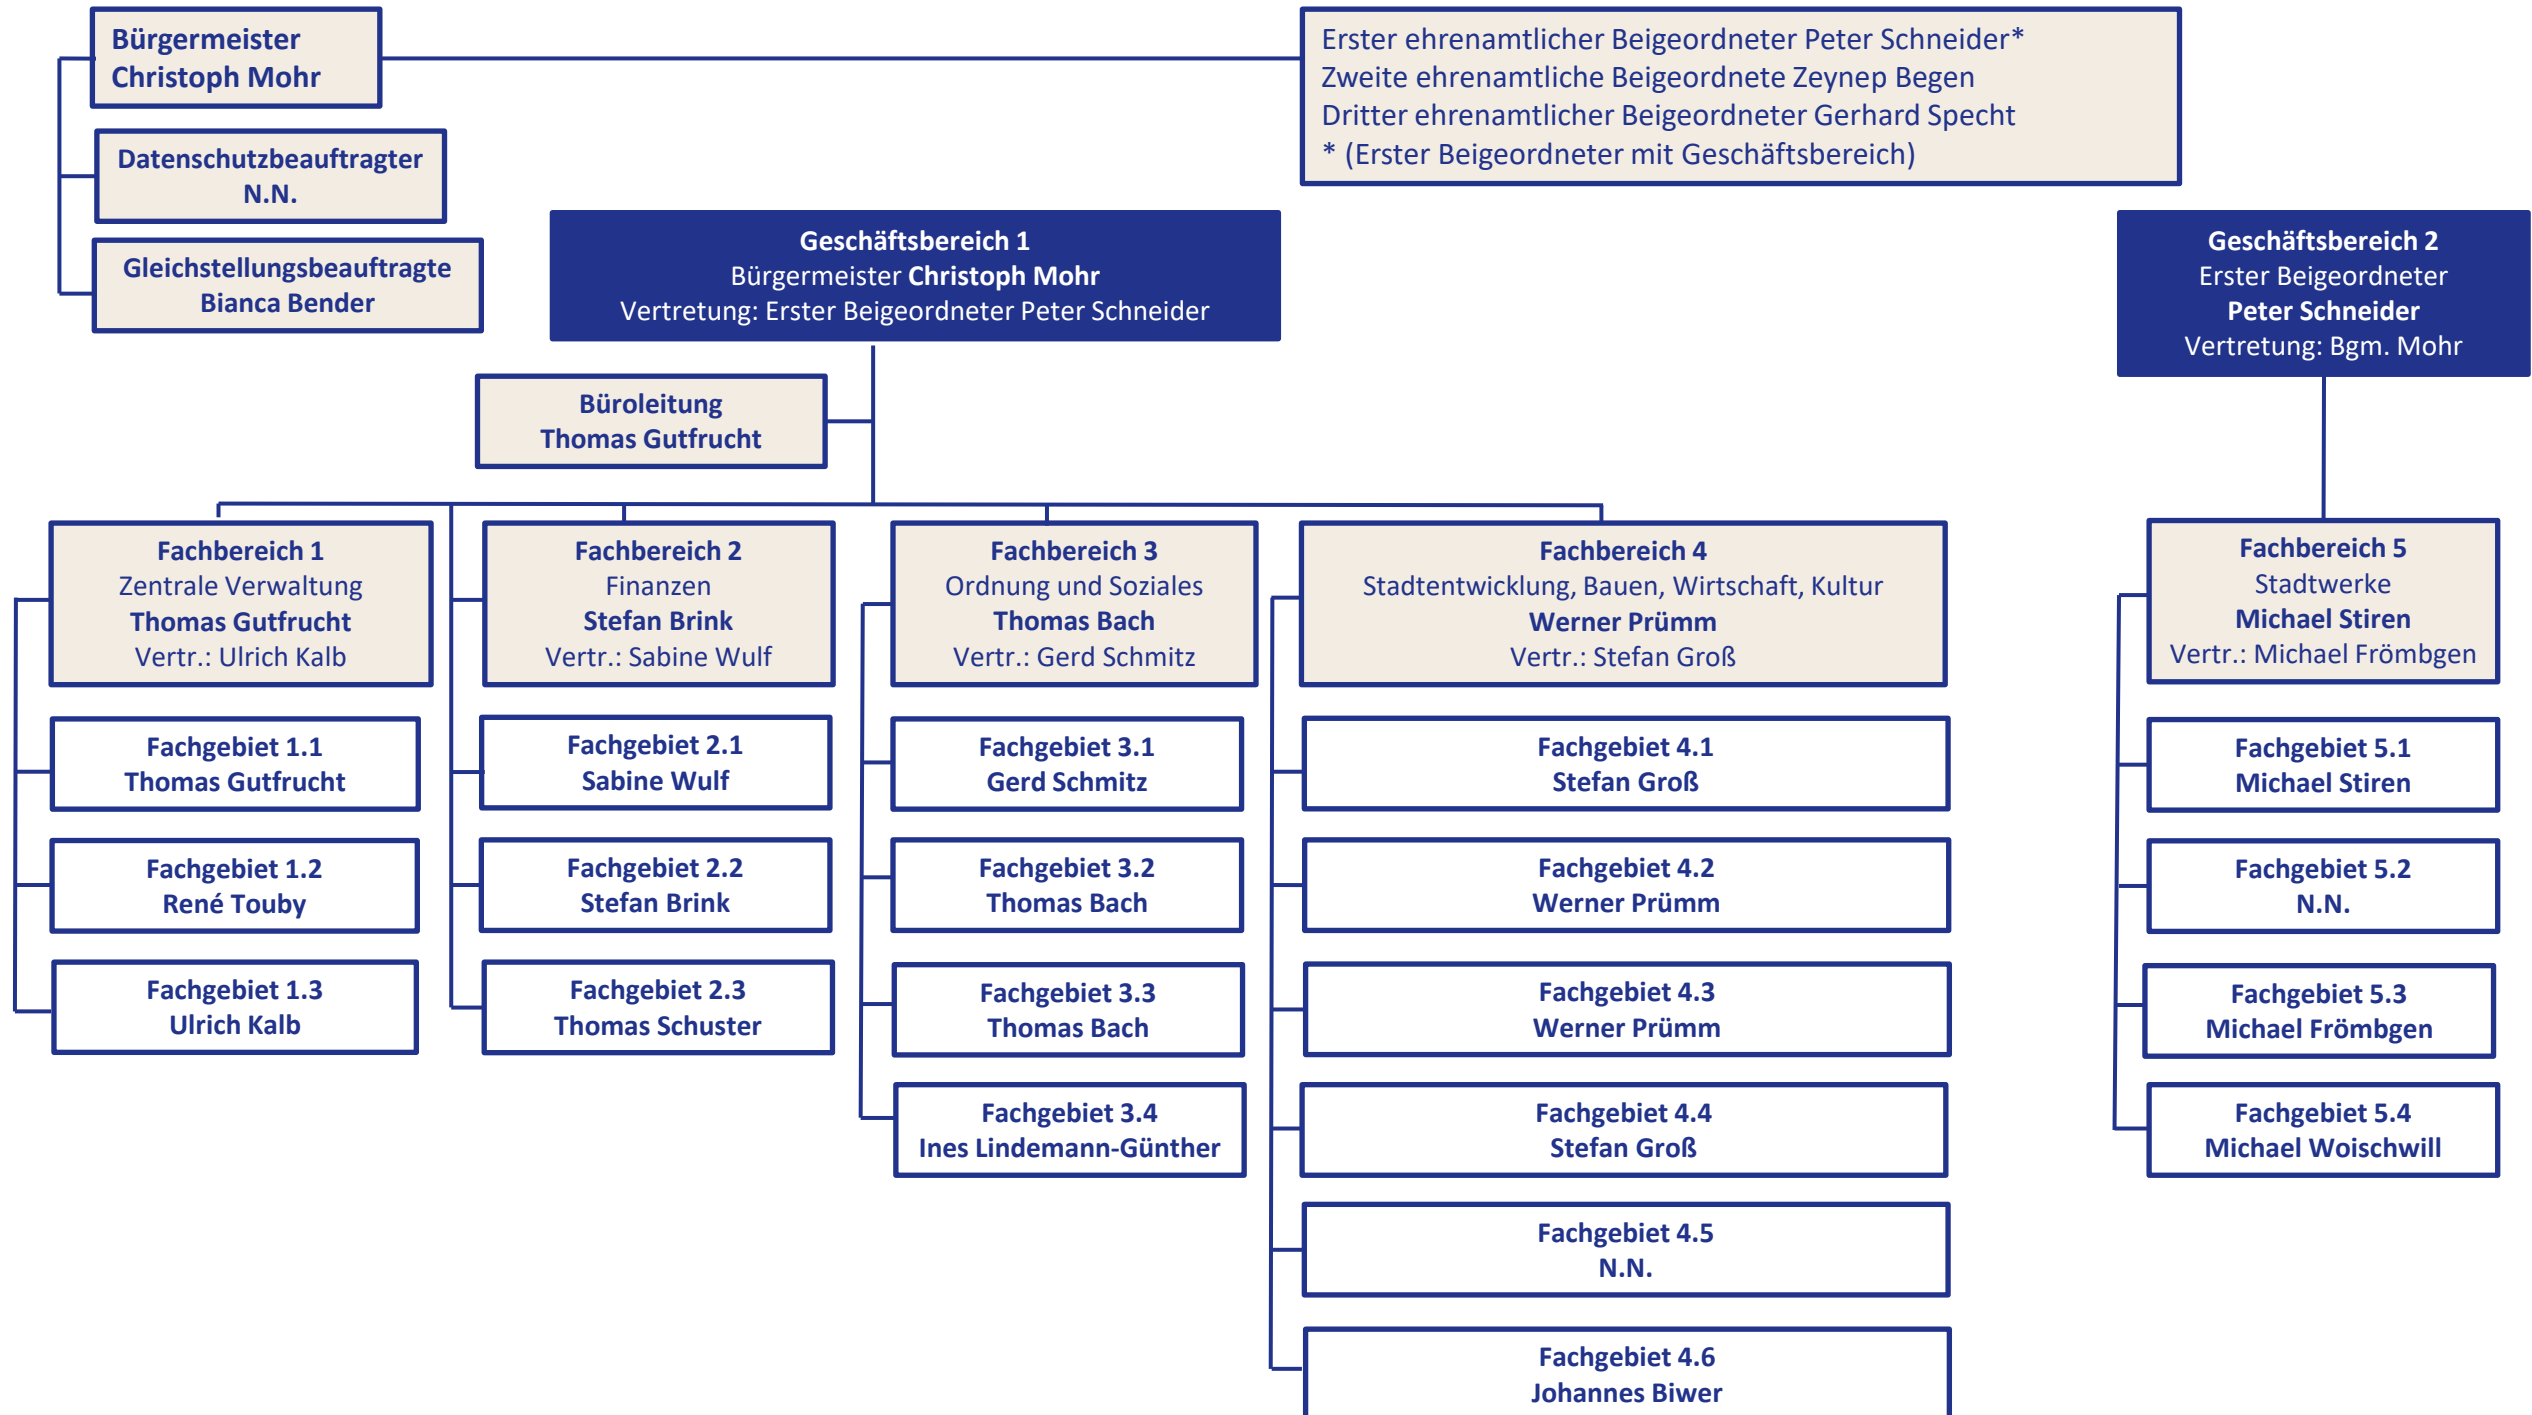 Bürgermeister
Christoph Mohr
Erster ehrenamtlicher Beigeordneter Peter Schneider*
Zweite ehrenamtliche Beigeordnete Zeynep Begen
Dritter ehrenamtlicher Beigeordneter Gerhard Specht
* (Erster Beigeordneter mit Geschäftsbereich)
Datenschutzbeauftragter
N.N.
Gleichstellungsbeauftragte
Bianca Bender
Geschäftsbereich 1
Bürgermeister Christoph Mohr
Vertretung: Erster Beigeordneter Peter Schneider
Geschäftsbereich 2
Erster Beigeordneter
Peter Schneider
Vertretung: Bgm. Mohr
Büroleitung
Thomas Gutfrucht
Fachbereich 1
Zentrale Verwaltung
Thomas Gutfrucht
Vertr.: Ulrich Kalb
Fachgebiet 1.1
Thomas Gutfrucht
Fachgebiet 1.2
René Touby
Fachgebiet 1.3
Ulrich Kalb
Fachbereich 2
Finanzen
Stefan Brink
Vertr.: Sabine Wulf
Fachgebiet 2.1
Sabine Wulf
Fachgebiet 2.2
Stefan Brink
Fachgebiet 2.3
Thomas Schuster
Fachbereich 3
Ordnung und Soziales
Thomas Bach
Vertr.: Gerd Schmitz
Fachgebiet 3.1
Gerd Schmitz
Fachgebiet 3.2
Thomas Bach
Fachgebiet 3.3
Thomas Bach
Fachgebiet 3.4
Ines Lindemann-Günther
Fachbereich 4
Stadtentwicklung, Bauen, Wirtschaft, Kultur
Werner Prümm
Vertr.: Stefan Groß
Fachgebiet 4.1
Stefan Groß
Fachgebiet 4.2
Werner Prümm
Fachgebiet 4.3
Werner Prümm
Fachgebiet 4.4
Stefan Groß
Fachgebiet 4.5
N.N.
Fachgebiet 4.6
Johannes Biwer
Fachbereich 5
Stadtwerke
Michael Stiren
Vertr.: Michael Frömbgen
Fachgebiet 5.1
Michael Stiren
Fachgebiet 5.2
N.N.
Fachgebiet 5.3
Michael Frömbgen
Fachgebiet 5.4
Michael Woischwill